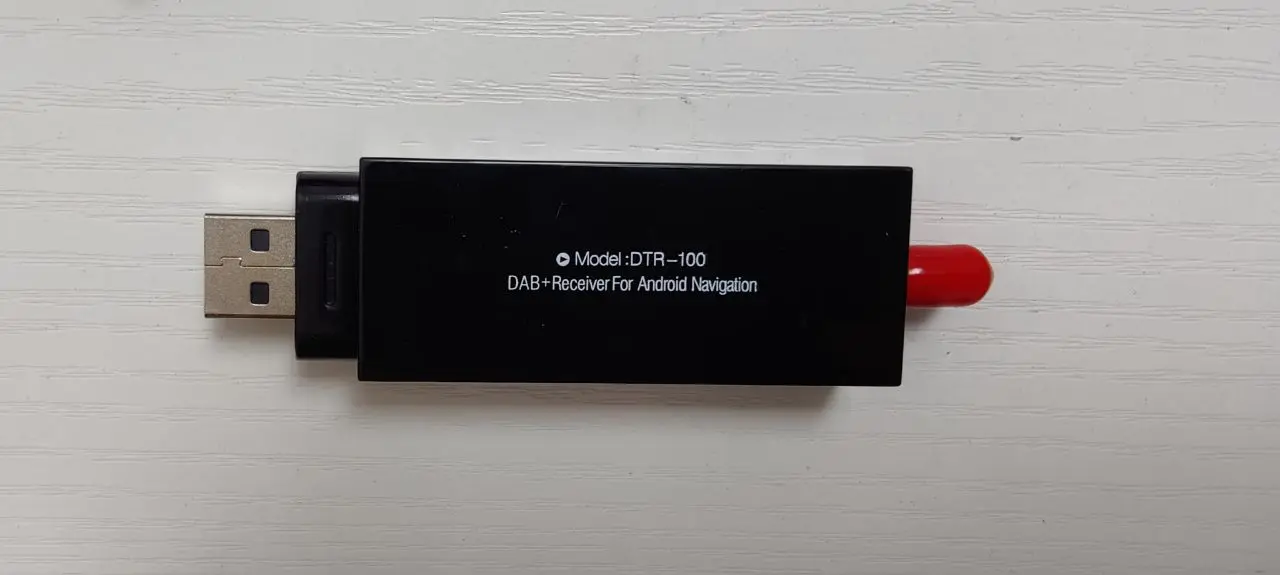 Model:DTR-100
DAB+Receiver For Android Navigation